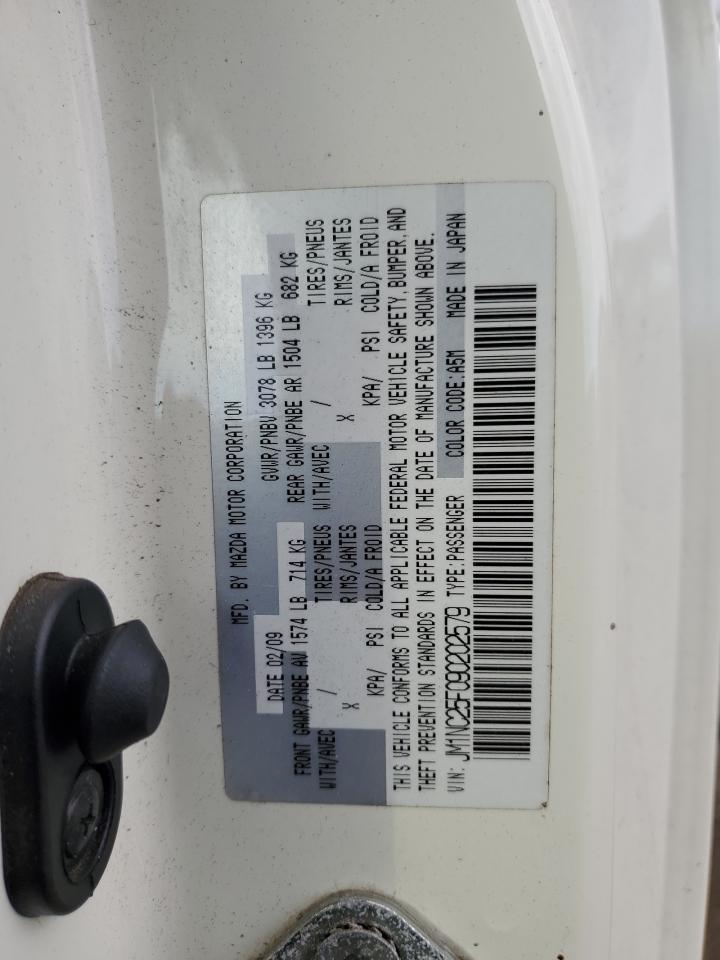 MFD. BY MAZDA MOTOR CORPORATION
DATE 02/09 GVWR/PNBV 3078 LB 1396 KG
FRONT GAWR/PNBE AV 1574 LB 714 KG REAR GAWR/PNBE AR 1504 LB 682 KG
WITH/AVEC / TIRES/PNEUS WITH/AVEC / TIRES/PNEUS
X RIMS/JANTES X RIMS/JANTES
KPA/ PSI COLD/A FROID KPA/ PSI COLD/A FROID
THIS VEHICLE CONFORMS TO ALL APPLICABLE FEDERAL MOTOR VEHICLE SAFETY, BUMPER, AND
THEFT PREVENTION STANDARDS IN EFFECT ON THE DATE OF MANUFACTURE SHOWN ABOVE.
VIN: JM1NC25F090202579 TYPE:PASSENGER COLOR CODE:A5M MADE IN JAPAN